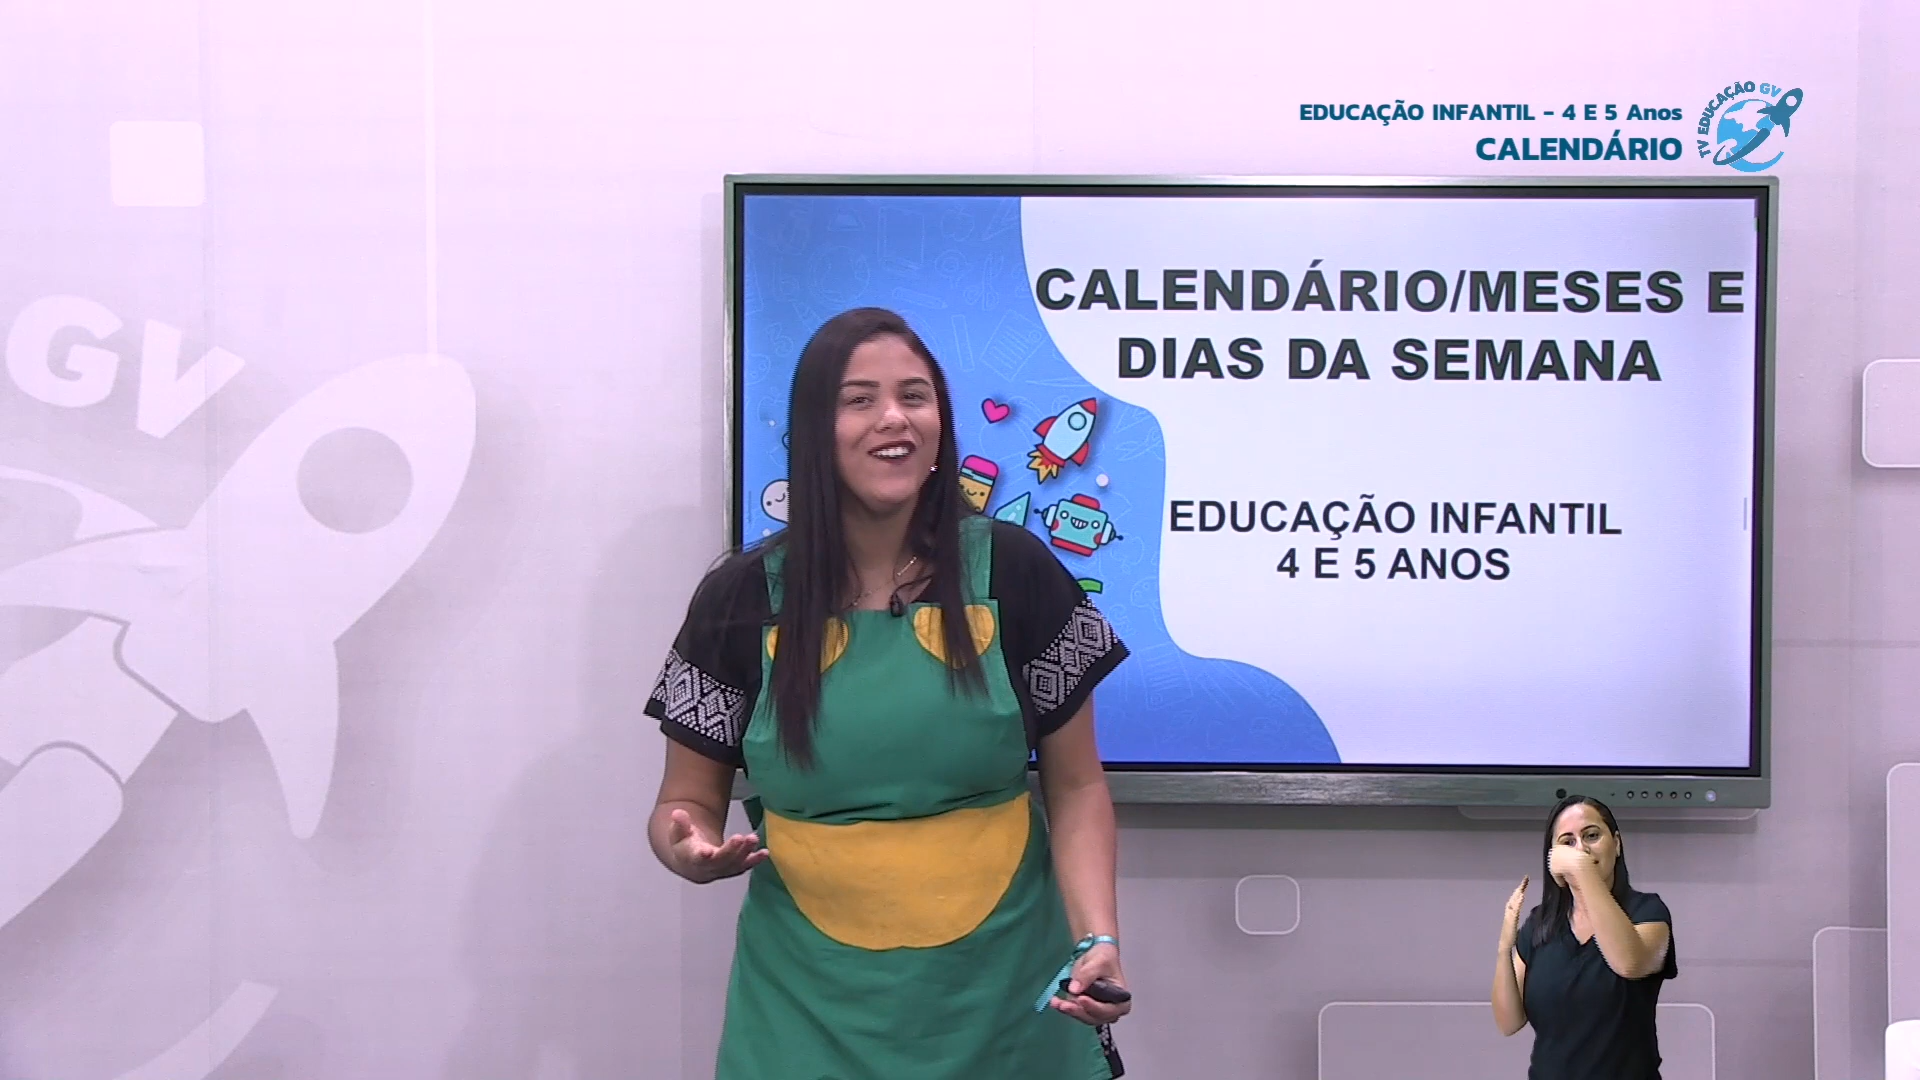 EDUCAÇÃO INFANTIL - 4 E 5 Anos
CALENDÁRIO
TV EDUCAÇÃO GV
CALENDÁRIO/MESES E
DIAS DA SEMANA
EDUCAÇÃO INFANTIL
4 E 5 ANOS
GV